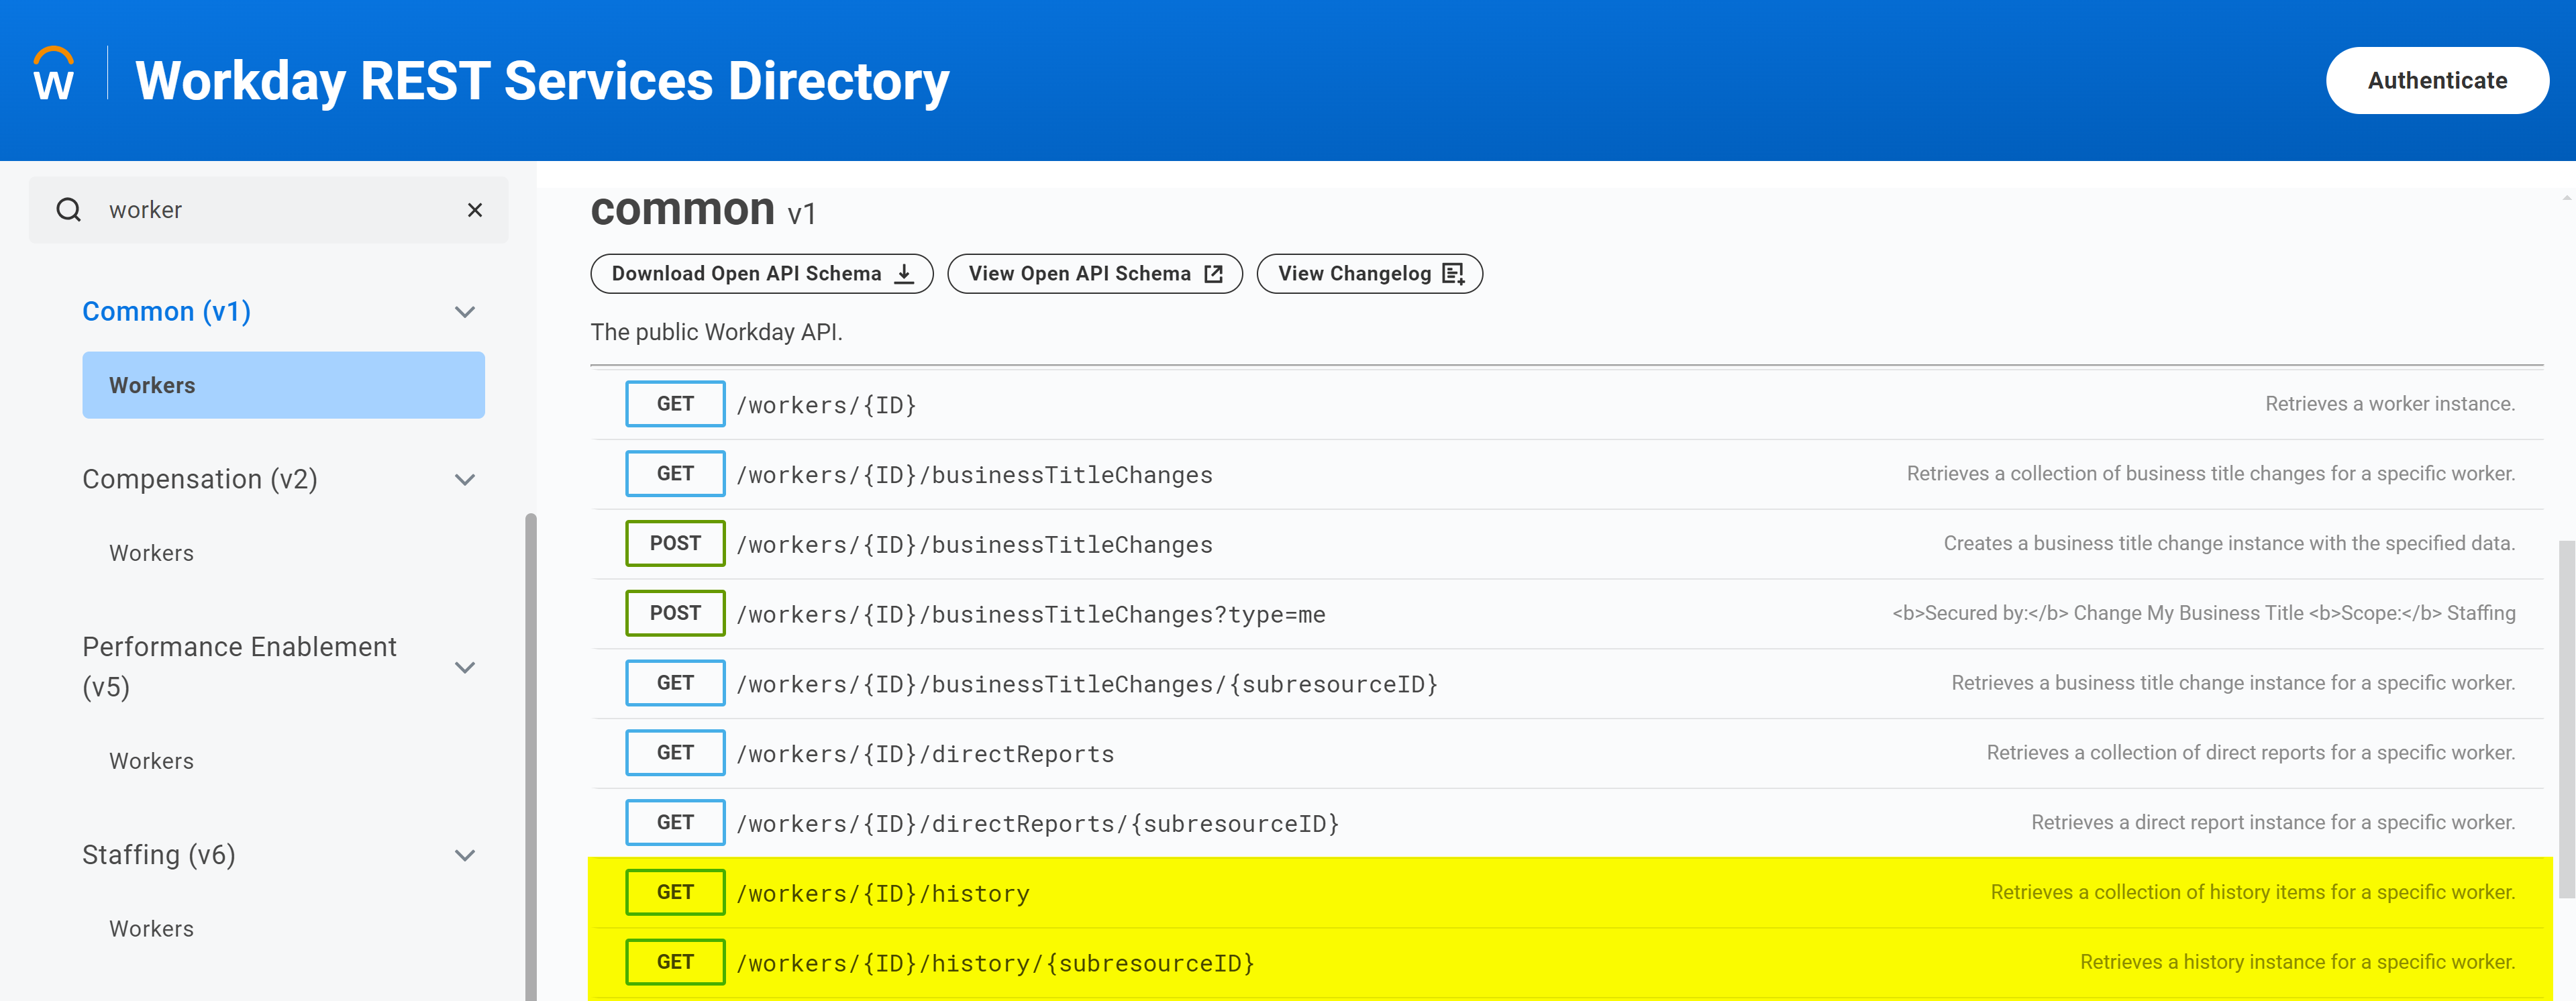 W
Workday REST Services Directory
Authenticate
worker
Common (v1)
Workers
Compensation (v2)
Workers
Performance Enablement
(v5)
Workers
Staffing (v6)
Workers
common v1
Download Open API Schema
View Open API Schema
View Changelog
The public Workday API.
GET /workers/{ID} Retrieves a worker instance.
GET /workers/{ID}/businessTitleChanges Retrieves a collection of business title changes for a specific worker.
POST /workers/{ID}/businessTitleChanges Creates a business title change instance with the specified data.
POST /workers/{ID}/businessTitleChanges?type=me <b>Secured by:</b> Change My Business Title <b>Scope:</b> Staffing
GET /workers/{ID}/businessTitleChanges/{subresourceID} Retrieves a business title change instance for a specific worker.
GET /workers/{ID}/directReports Retrieves a collection of direct reports for a specific worker.
GET /workers/{ID}/directReports/{subresourceID} Retrieves a direct report instance for a specific worker.
GET /workers/{ID}/history Retrieves a collection of history items for a specific worker.
GET /workers/{ID}/history/{subresourceID} Retrieves a history instance for a specific worker.